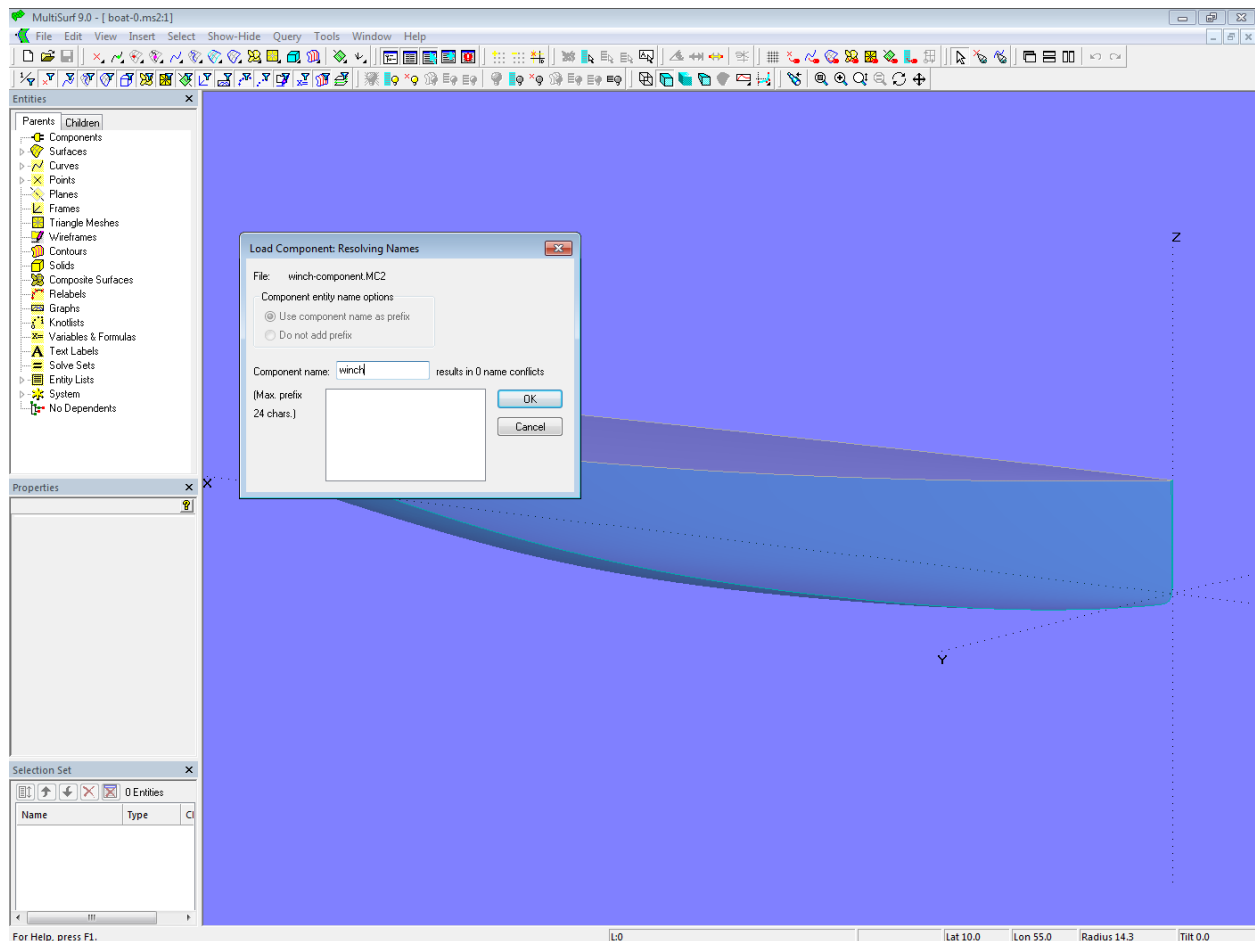 MultiSurf 9.0 - [ boat-0.ms2:1]
File Edit View Insert Select Show-Hide Query Tools Window Help
Entities
Parents Children
Components
Surfaces
Curves
Points
Planes
Frames
Triangle Meshes
Wireframes
Contours
Solids
Composite Surfaces
Relabels
Graphs
Knotlists
Variables & Formulas
Text Labels
Solve Sets
Entity Lists
System
No Dependents
Properties
Selection Set
0 Entities
Name Type Cl
Load Component: Resolving Names
File: winch-component.MC2
Component entity name options
Use component name as prefix
Do not add prefix
Component name: winch results in 0 name conflicts
(Max. prefix
24 chars.)
OK
Cancel
Z
X
Y
For Help, press F1. L:0 Lat 10.0 Lon 55.0 Radius 14.3 Tilt 0.0